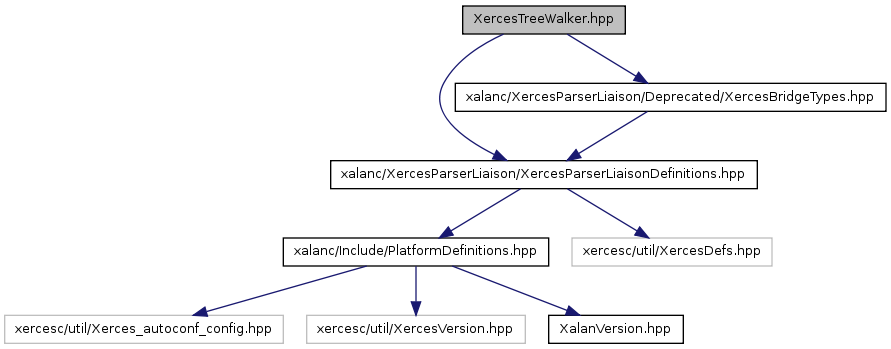 XercesTreeWalker.hpp
xalanc/XercesParserLiaison/Deprecated/XercesBridgeTypes.hpp
xalanc/XercesParserLiaison/XercesParserLiaisonDefinitions.hpp
xalanc/Include/PlatformDefinitions.hpp
xercesc/util/XercesDefs.hpp
xercesc/util/Xerces_autoconf_config.hpp
xercesc/util/XercesVersion.hpp
XalanVersion.hpp